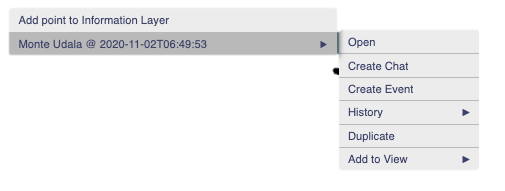 Add point to Information Layer
Monte Udala @ 2020-11-02T06:49:53
Open
Create Chat
Create Event
History
Duplicate
Add to View